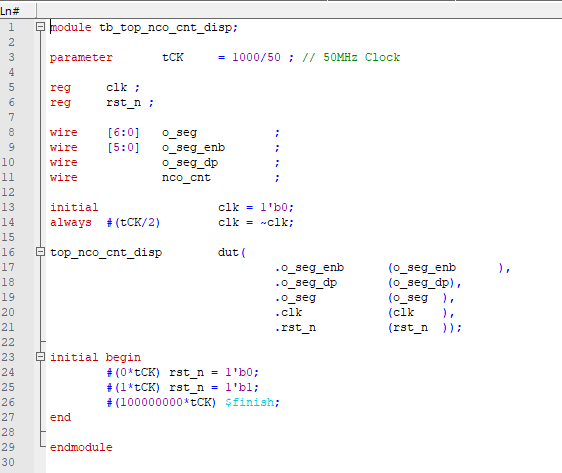 Ln#
1 module tb_top_nco_cnt_disp;
2
3 parameter tCK = 1000/50 ; // 50MHz Clock
4
5 reg clk ;
6 reg rst_n ;
7
8 wire [6:0] o_seg ;
9 wire [5:0] o_seg_enb ;
10 wire o_seg_dp ;
11 wire nco_cnt ;
12
13 initial clk = 1'b0;
14 always #(tCK/2) clk = ~clk;
15
16 top_nco_cnt_disp dut(
17 .o_seg_enb (o_seg_enb ),
18 .o_seg_dp (o_seg_dp),
19 .o_seg (o_seg ),
20 .clk (clk ),
21 .rst_n (rst_n ));
22
23 initial begin
24 #(0*tCK) rst_n = 1'b0;
25 #(1*tCK) rst_n = 1'b1;
26 #(100000000*tCK) $finish;
27 end
28
29 endmodule
30